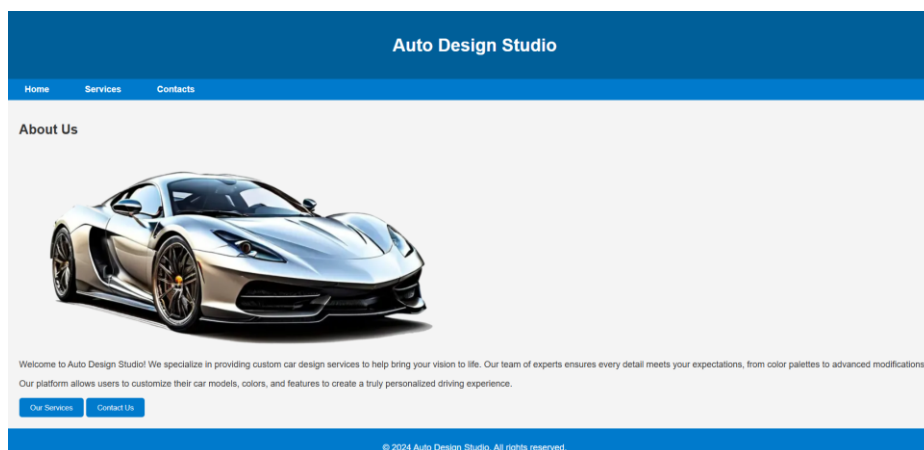 Auto Design Studio
Home Services Contacts
About Us
Welcome to Auto Design Studio! We specialize in providing custom car design services to help bring your vision to life. Our team of experts ensures every detail meets your expectations, from color palettes to advanced modifications
Our platform allows users to customize their car models, colors, and features to create a truly personalized driving experience.
Our Services Contact Us
© 2024 Auto Design Studio. All rights reserved.